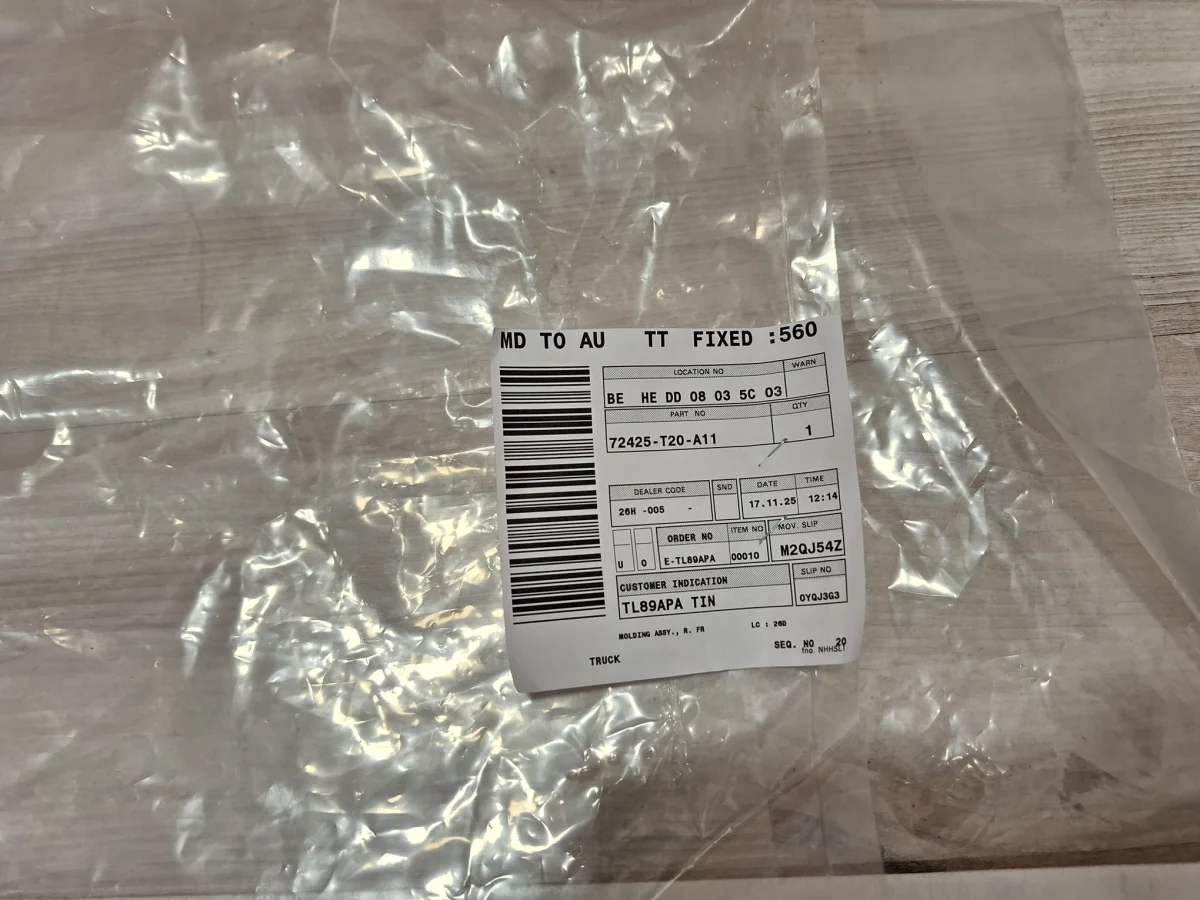 MD TO AU TT FIXED :560
LOCATION NO WARN
BE HE DD 08 03 5C 03
PART NO QTY
72425-T20-A11 1
DEALER CODE SND DATE TIME
26H -005 - 17.11.25 12:14
ORDER NO ITEM NO MOV. SLIP
U O E-TL89APA 00010 M2QJ54Z
CUSTOMER INDICATION SLIP NO
TL89APA TIN 0YQJ3G3
MOLDING ASSY., R. FR LC : 26D
SEQ. NO 20
TRUCK fno. NHHSLT